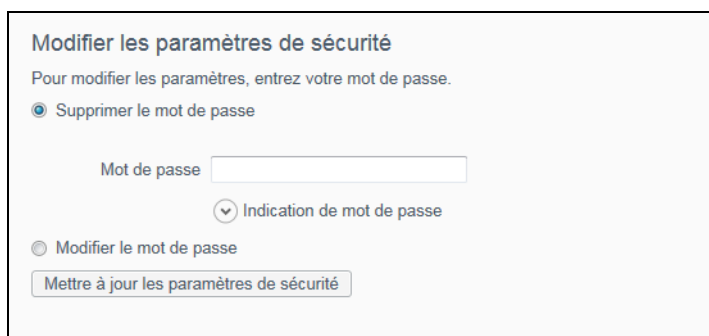 Modifier les paramètres de sécurité
Pour modifier les paramètres, entrez votre mot de passe.
Supprimer le mot de passe
Mot de passe
Indication de mot de passe
Modifier le mot de passe
Mettre à jour les paramètres de sécurité